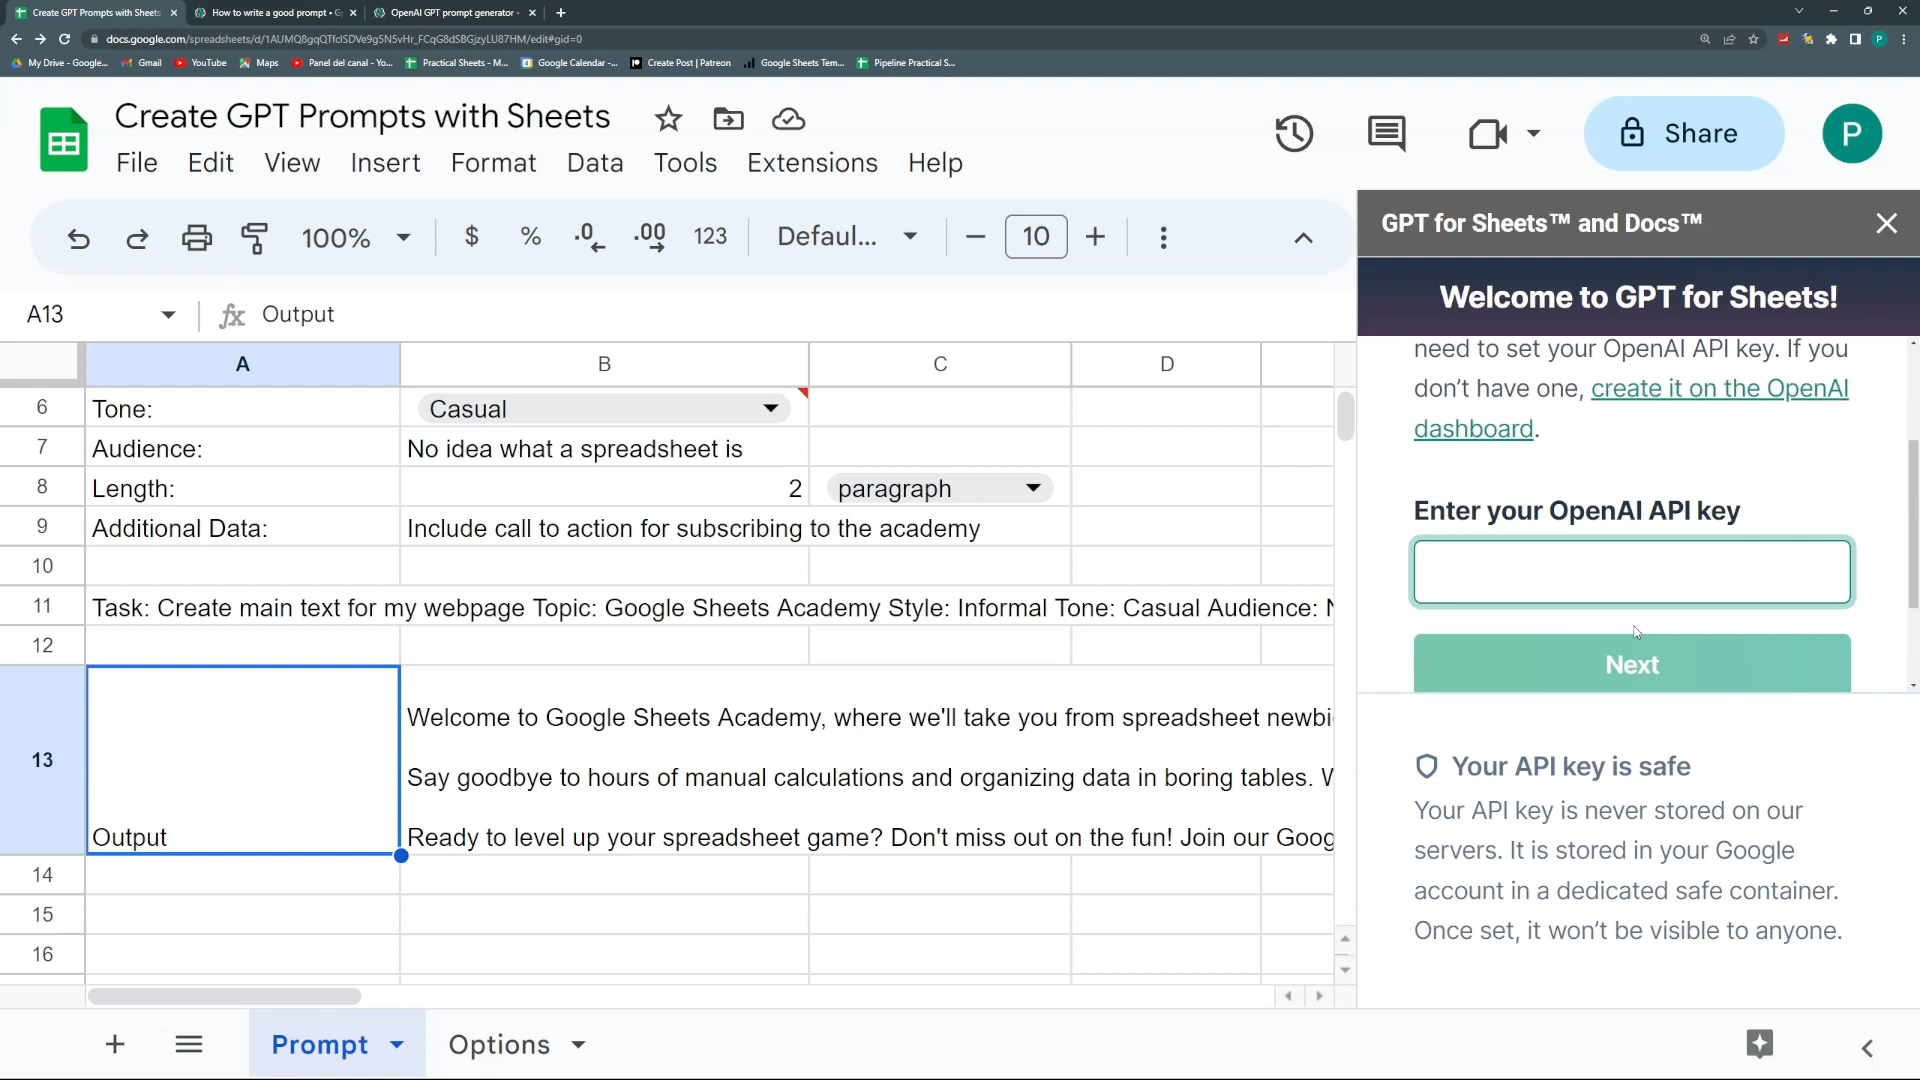 Create GPT Prompts with Sheets
How to write a good prompt •
OpenAI GPT prompt generator -
docs.google.com/spreadsheets/d/1AUMQ8gqQTfclSDVe9g5N5vHr_FCqG8dSBGjzyLU87HM/edit#gid=0
My Drive - Google... Gmail YouTube Maps Panel del canal - Yo... Practical Sheets - M... Google Calendar -... Create Post | Patreon Google Sheets Tem... Pipeline Practical S...
Create GPT Prompts with Sheets
File Edit View Insert Format Data Tools Extensions Help
Share
P
100% $ % .0 .00 123 Defaul... 10
A13
fx Output
A B C D
6 Tone: Casual
7 Audience: No idea what a spreadsheet is
8 Length: 2 paragraph
9 Additional Data: Include call to action for subscribing to the academy
10
11 Task: Create main text for my webpage Topic: Google Sheets Academy Style: Informal Tone: Casual Audience:
12
Welcome to Google Sheets Academy, where we'll take you from spreadsheet newbi
13 Say goodbye to hours of manual calculations and organizing data in boring tables.
Output Ready to level up your spreadsheet game? Don't miss out on the fun! Join our Goog
14
15
16
Prompt
Options
GPT for Sheets™ and Docs™
Welcome to GPT for Sheets!
need to set your OpenAI API key. If you
don't have one, create it on the OpenAI
dashboard.
Enter your OpenAI API key
Next
Your API key is safe
Your API key is never stored on our
servers. It is stored in your Google
account in a dedicated safe container.
Once set, it won't be visible to anyone.